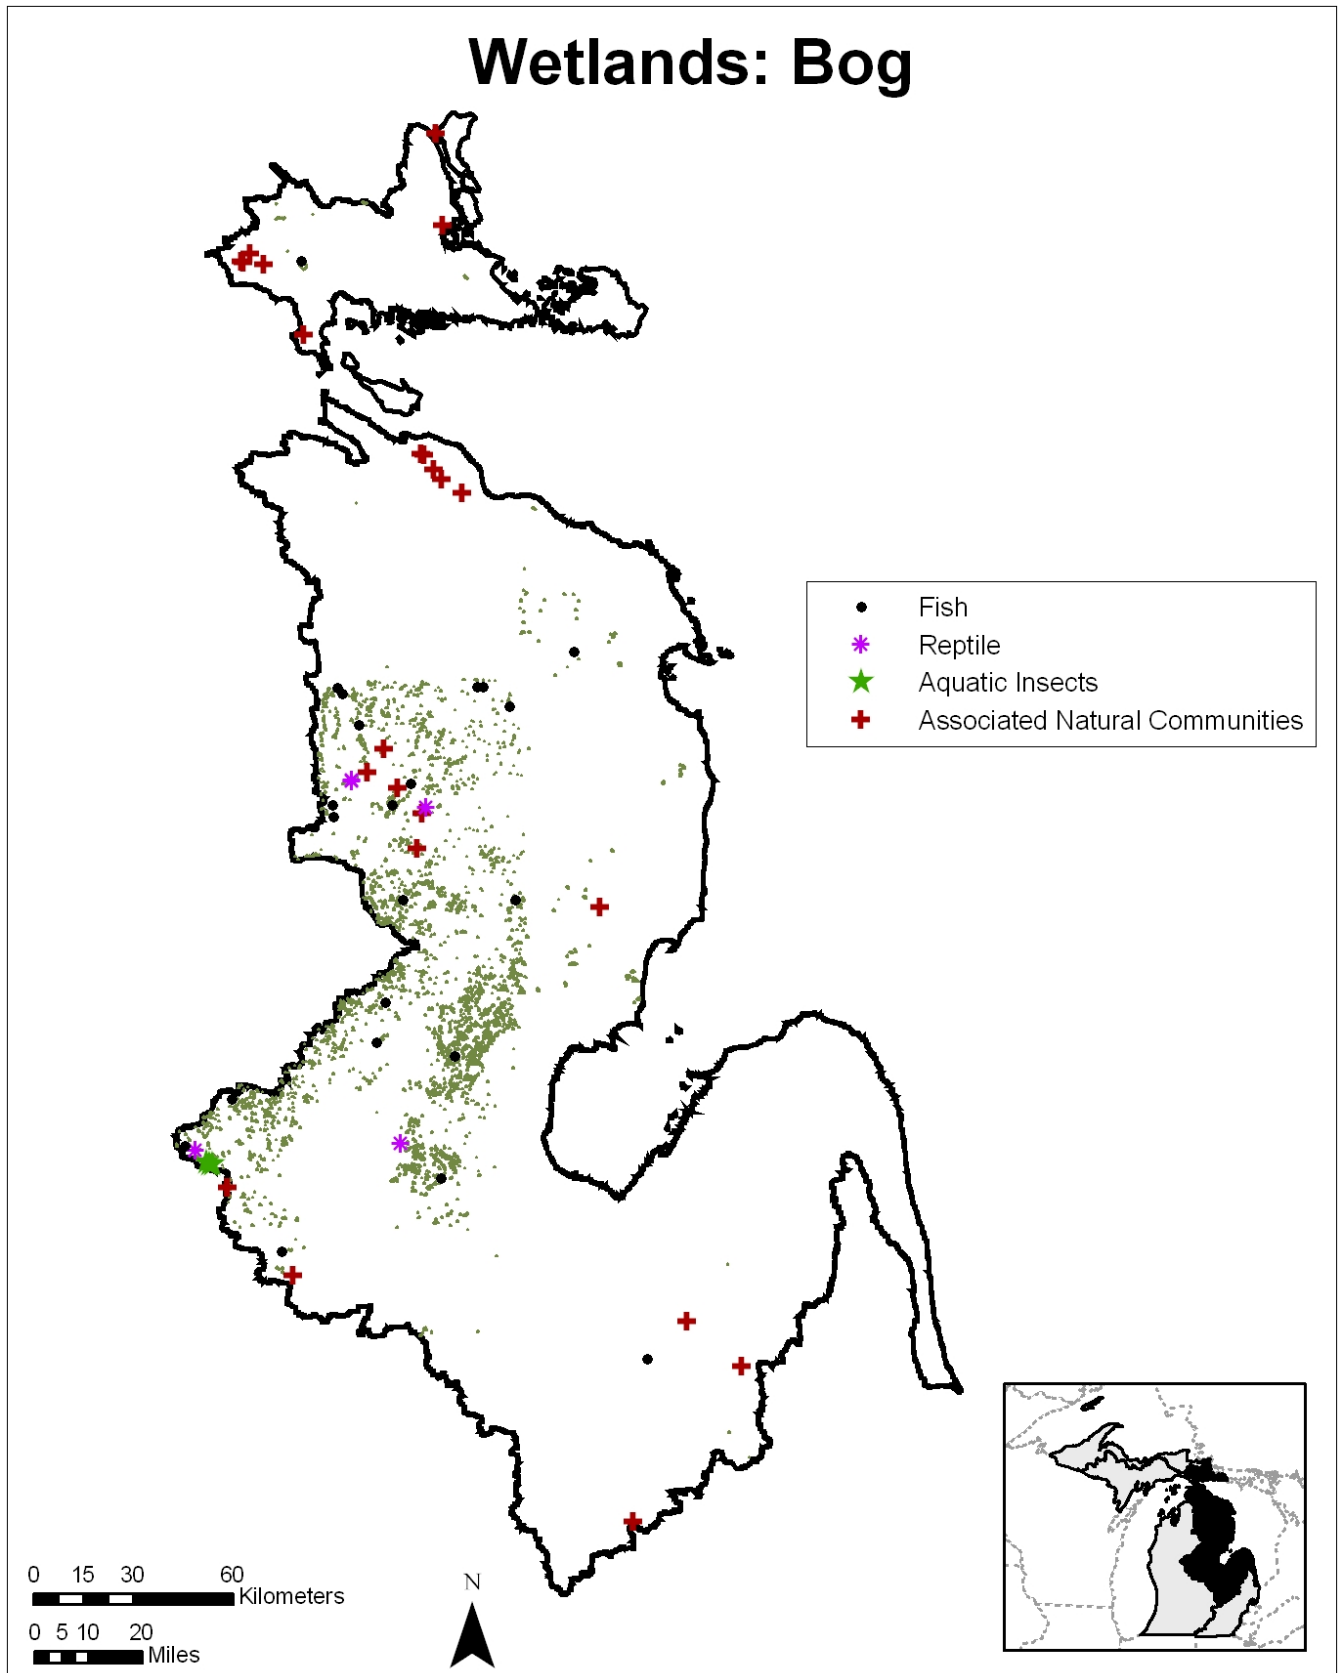 Wetlands: Bog
Fish
Reptile
Aquatic Insects
Associated Natural Communities
0 15 30 60
Kilometers
0 5 10 20
Miles
N